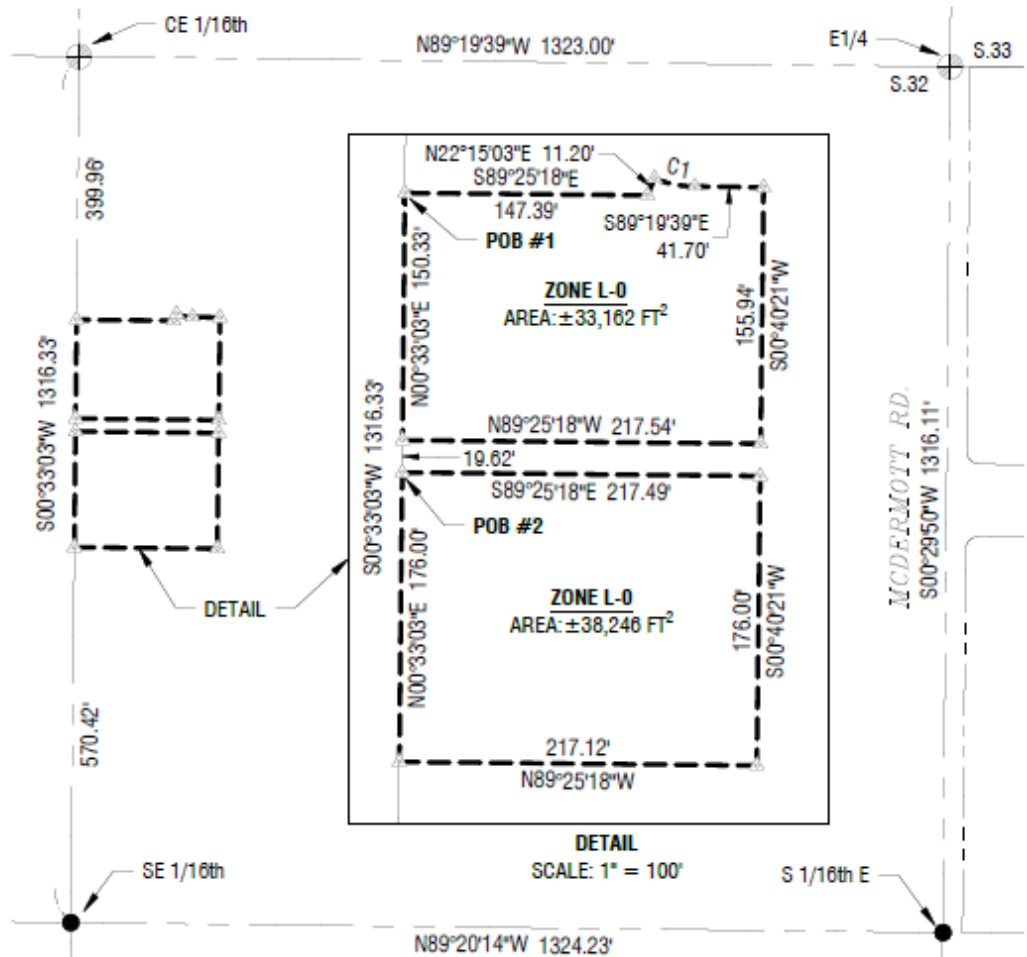 CE 1/16th
N89°19'39"W 1323.00'
E1/4
S.33
S.32
399.96'
N22°15'03"E 11.20'
C1
S89°25'18"E
147.39'
S89°19'39"E
41.70'
POB #1
N00°33'03"E 150.33'
ZONE L-0
AREA: ±33,162 FT²
155.94'
S00°40'21"W
N89°25'18"W 217.54'
19.62'
S89°25'18"E 217.49'
POB #2
S00°33'03"W 1316.33'
S00°33'03"W 1316.33'
N00°33'03"E 176.00'
ZONE L-0
AREA: ±38,246 FT²
176.00'
S00°40'21"W
217.12'
N89°25'18"W
MCDERMOTT RD.
S00°29'50"W 1316.11'
DETAIL
570.42'
DETAIL
SCALE: 1" = 100'
SE 1/16th
S 1/16th E
N89°20'14"W 1324.23'